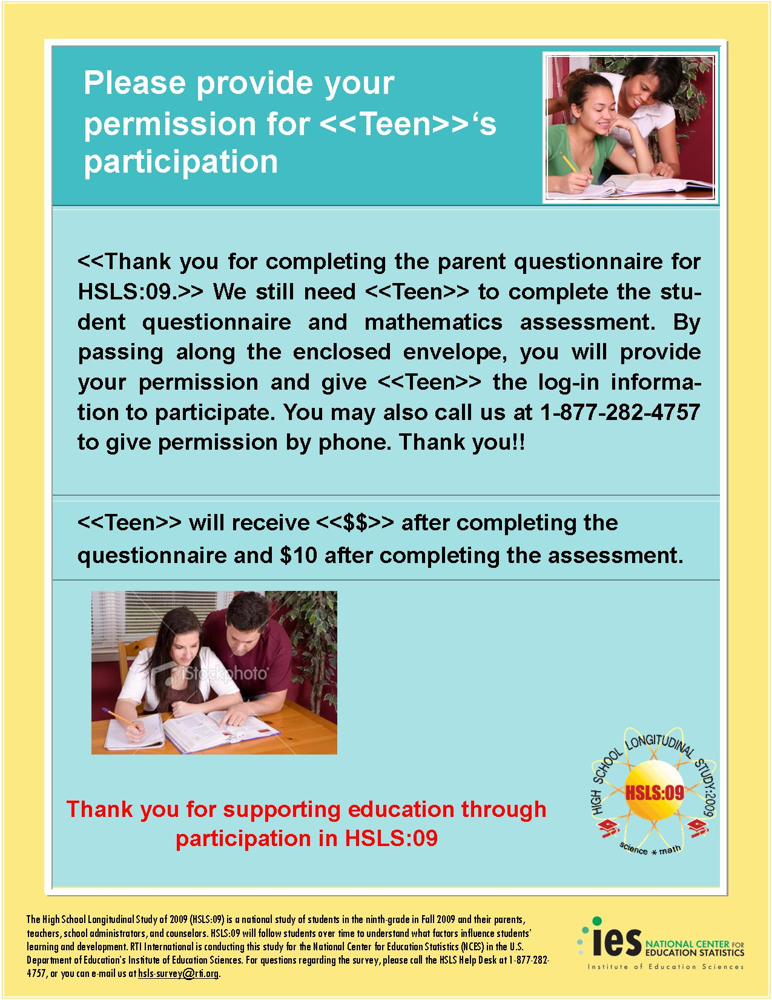 Please provide your
permission for <<Teen>>‘s
participation
<<Thank you for completing the parent questionnaire for
HSLS:09.>> We still need <<Teen>> to complete the stu-
dent questionnaire and mathematics assessment. By
passing along the enclosed envelope, you will provide
your permission and give <<Teen>> the log-in informa-
tion to participate. You may also call us at 1-877-282-4757
to give permission by phone. Thank you!!
<<Teen>> will receive <<$$>> after completing the
questionnaire and $10 after completing the assessment.
iStockphoto
Thank you for supporting education through
participation in HSLS:09
HIGH SCHOOL LONGITUDINAL STUDY:2009
HSLS:09
science * math
The High School Longitudinal Study of 2009 (HSLS:09) is a national study of students in the ninth-grade in Fall 2009 and their parents,
teachers, school administrators, and counselors. HSLS:09 will follow students over time to understand what factors influence students’
learning and development. RTI International is conducting this study for the National Center for Education Statistics (NCES) in the U.S.
Department of Education’s Institute of Education Sciences. For questions regarding the survey, please call the HSLS Help Desk at 1-877-282-
4757, or you can e-mail us at hsls-survey@rti.org.
ies NATIONAL CENTER FOR
EDUCATION STATISTICS
Institute of Education Sciences